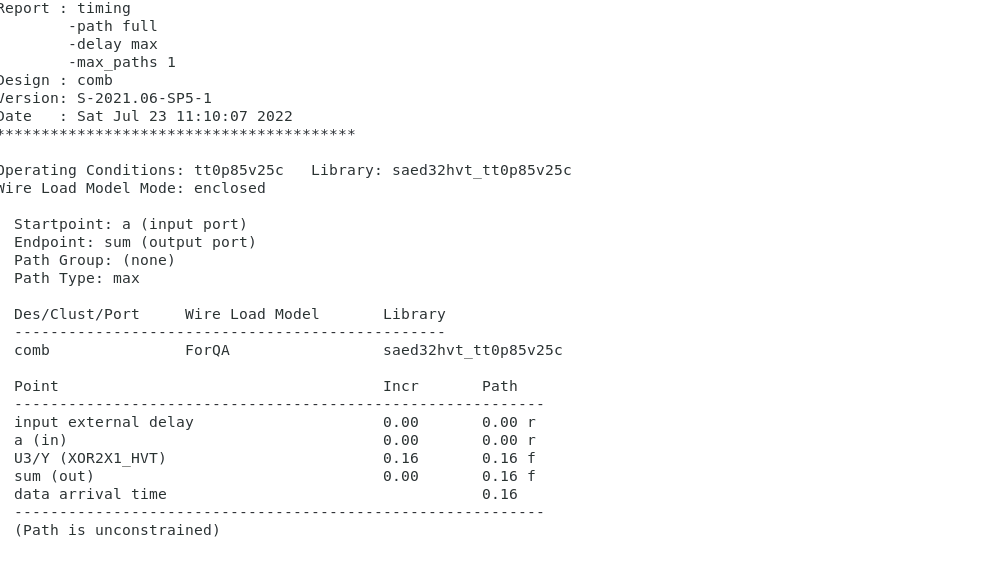 Report : timing
-path full
-delay max
-max_paths 1
Design : comb
Version: S-2021.06-SP5-1
Date   : Sat Jul 23 11:10:07 2022
****************************************
Operating Conditions: tt0p85v25c   Library: saed32hvt_tt0p85v25c
Wire Load Model Mode: enclosed
Startpoint: a (input port)
Endpoint: sum (output port)
Path Group: (none)
Path Type: max
Des/Clust/Port     Wire Load Model       Library
------------------------------------------------
comb               ForQA                 saed32hvt_tt0p85v25c
Point                                    Incr       Path
-----------------------------------------------------------
input external delay                     0.00       0.00 r
a (in)                                   0.00       0.00 r
U3/Y (XOR2X1_HVT)                        0.16       0.16 f
sum (out)                                0.00       0.16 f
data arrival time                                   0.16
-----------------------------------------------------------
(Path is unconstrained)